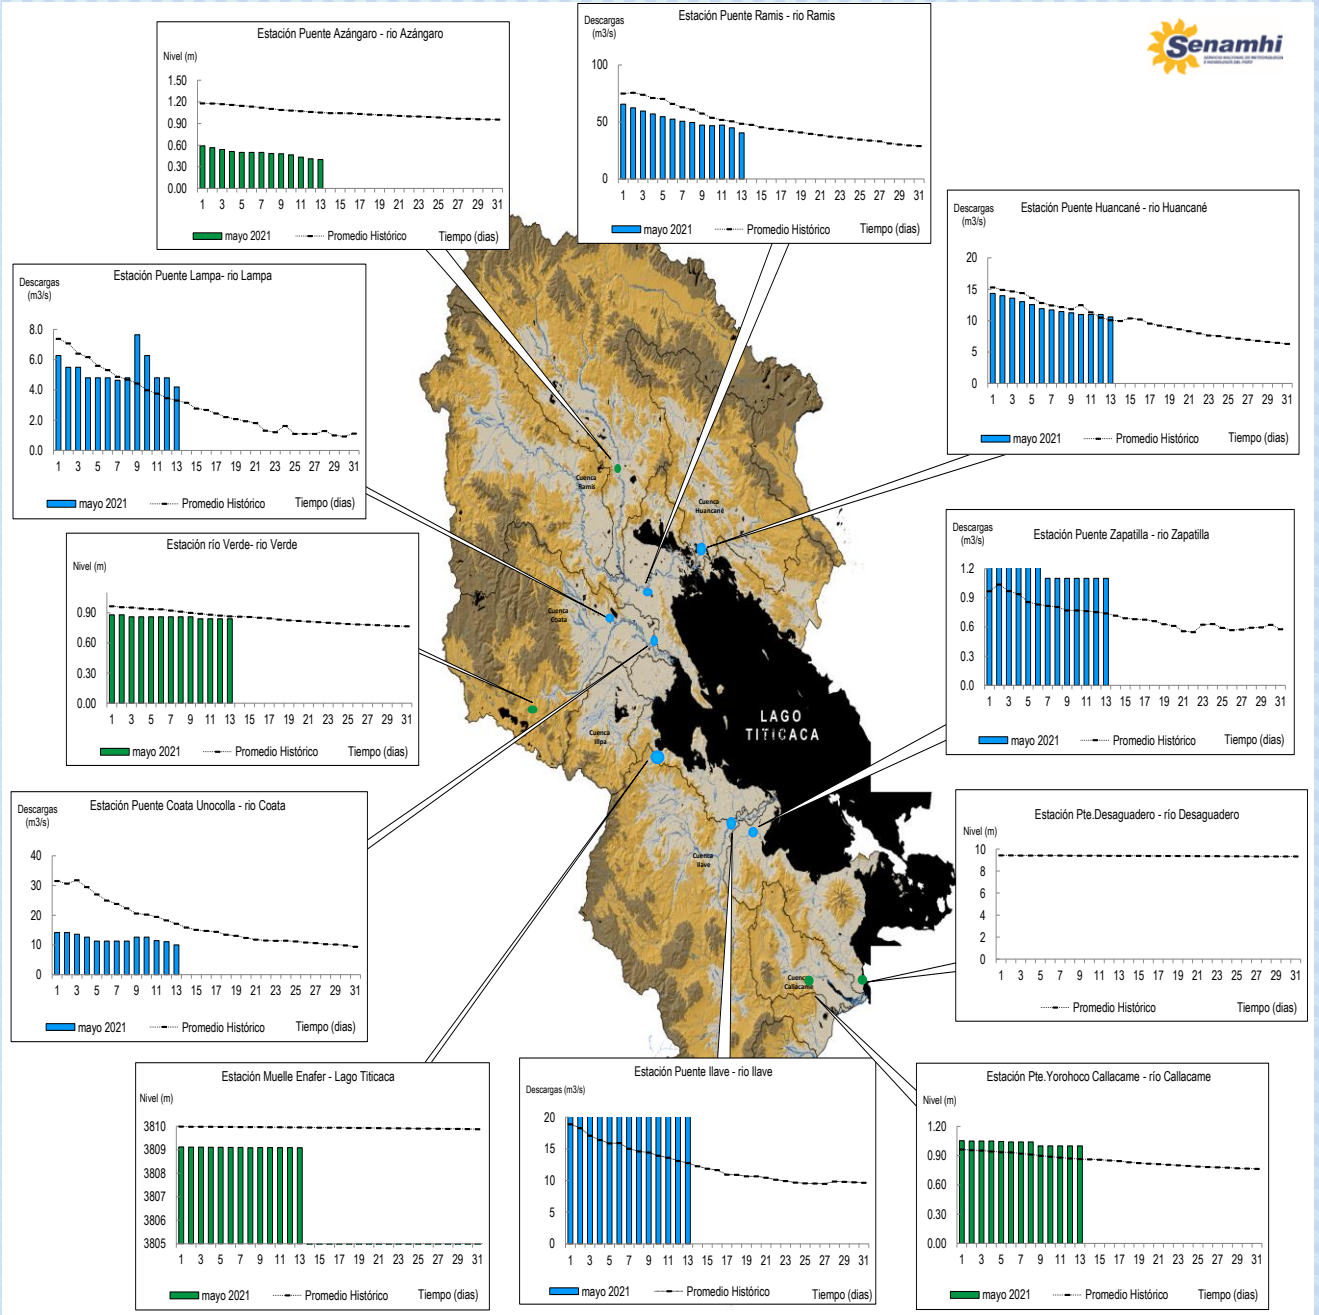 Senamhi
SERVICIO NACIONAL DE METEOROLOGÍA
E HIDROLOGÍA DEL PERÚ
Estación Puente Azángaro - rio Azángaro
Nivel (m)
1.50
1.20
0.90
0.60
0.30
0.00
1 3 5 7 9 11 13 15 17 19 21 23 25 27 29 31
mayo 2021 Promedio Histórico Tiempo (dias)
Estación Puente Ramis - rio Ramis
Descargas
(m3/s)
100
50
0
1 3 5 7 9 11 13 15 17 19 21 23 25 27 29 31
mayo 2021 Promedio Histórico Tiempo (dias)
Estación Puente Huancané - rio Huancané
Descargas
(m3/s)
20
15
10
5
0
1 3 5 7 9 11 13 15 17 19 21 23 25 27 29 31
mayo 2021 Promedio Histórico Tiempo (dias)
Estación Puente Lampa- rio Lampa
Descargas
(m3/s)
8.0
6.0
4.0
2.0
0.0
1 3 5 7 9 11 13 15 17 19 21 23 25 27 29 31
mayo 2021 Promedio Histórico Tiempo (dias)
Cuenca
Ramis
Cuenca
Huancané
Cuenca
Coata
Cuenca
Illpa
LAGO
TITICACA
Cuenca
Ilave
Cuenca
Callacame
Estación río Verde- rio Verde
Nivel (m)
0.90
0.60
0.30
0.00
1 3 5 7 9 11 13 15 17 19 21 23 25 27 29 31
mayo 2021 Promedio Histórico Tiempo (dias)
Estación Puente Zapatilla - rio Zapatilla
Descargas
(m3/s)
1.2
0.9
0.6
0.3
0.0
1 3 5 7 9 11 13 15 17 19 21 23 25 27 29 31
mayo 2021 Promedio Histórico Tiempo (dias)
Estación Puente Coata Unocolla - rio Coata
Descargas
(m3/s)
40
30
20
10
0
1 3 5 7 9 11 13 15 17 19 21 23 25 27 29 31
mayo 2021 Promedio Histórico Tiempo (dias)
Estación Pte.Desaguadero - río Desaguadero
Nivel (m)
10
8
6
4
2
0
1 3 5 7 9 11 13 15 17 19 21 23 25 27 29 31
Promedio Histórico Tiempo (dias)
Estación Muelle Enafer - Lago Titicaca
Nivel (m)
3810
3809
3808
3807
3806
3805
1 3 5 7 9 11 13 15 17 19 21 23 25 27 29 31
mayo 2021 Promedio Histórico Tiempo (dias)
Estación Puente Ilave - rio Ilave
Descargas (m3/s)
20
15
10
5
0
1 3 5 7 9 11 13 15 17 19 21 23 25 27 29 31
mayo 2021 Promedio Histórico Tiempo (dias)
Estación Pte.Yorohoco Callacame - río Callacame
Nivel (m)
1.20
0.90
0.60
0.30
0.00
1 3 5 7 9 11 13 15 17 19 21 23 25 27 29 31
mayo 2021 Promedio Histórico Tiempo (dias)